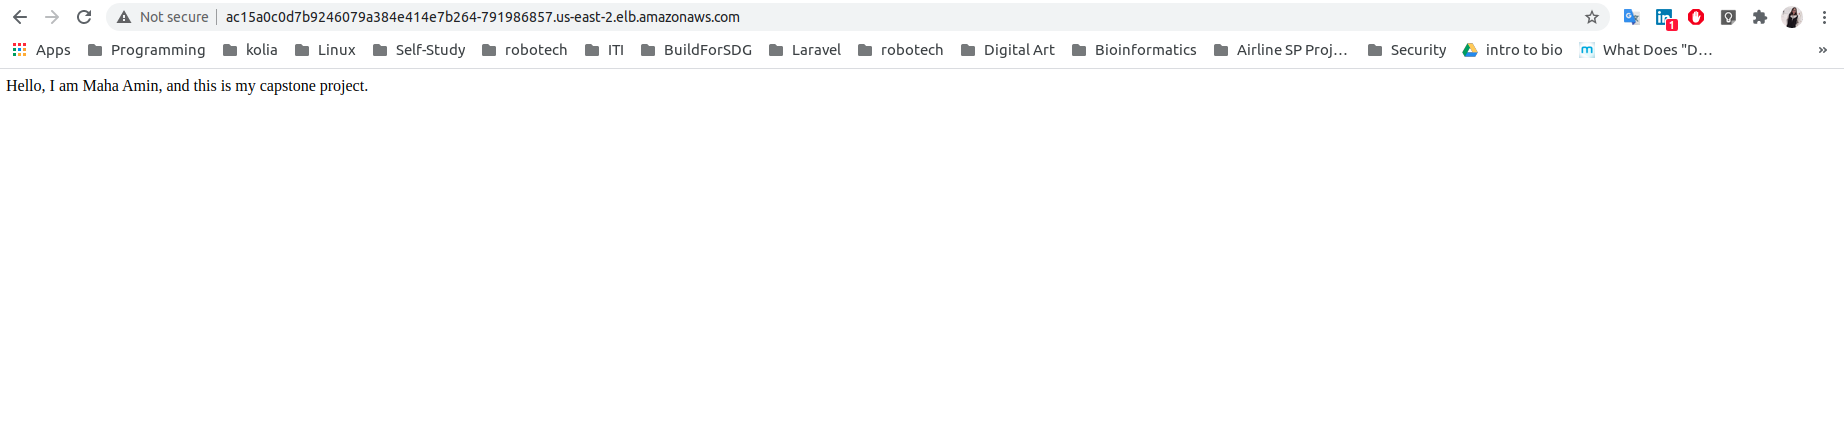 Not secure ac15a0c0d7b9246079a384e414e7b264-791986857.us-east-2.elb.amazonaws.com 1
Apps Programming kolia Linux Self-Study robotech ITI BuildForSDG Laravel robotech Digital Art Bioinformatics Airline SP Proj… Security intro to bio m What Does "D… »
Hello, I am Maha Amin, and this is my capstone project.